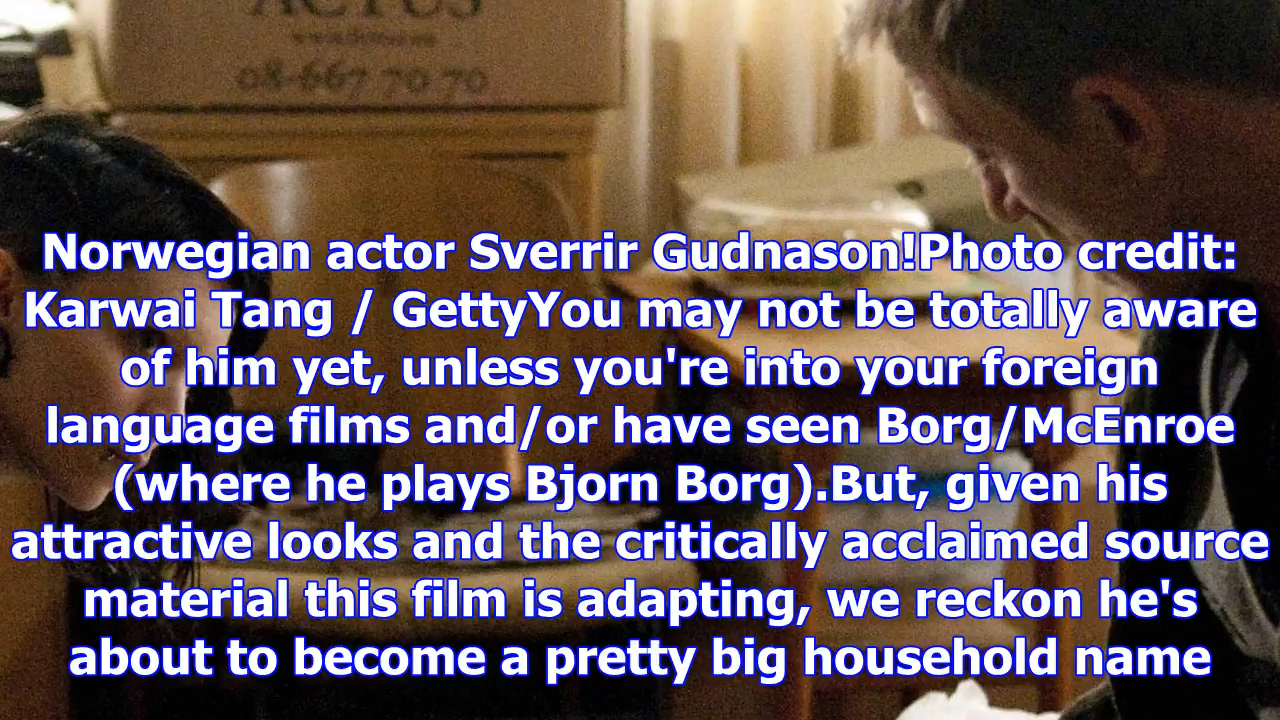 ACTUS
08-667 70 70
Norwegian actor Sverrir Gudnason!Photo credit:
Karwai Tang / GettyYou may not be totally aware
of him yet, unless you're into your foreign
language films and/or have seen Borg/McEnroe
(where he plays Bjorn Borg).But, given his
attractive looks and the critically acclaimed source
material this film is adapting, we reckon he's
about to become a pretty big household name